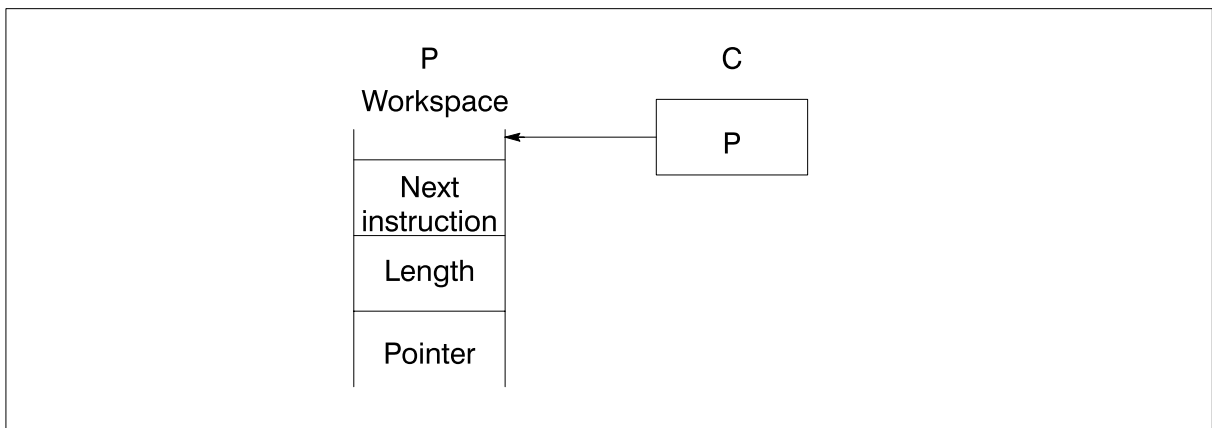 P
C
Workspace
P
Next
instruction
Length
Pointer